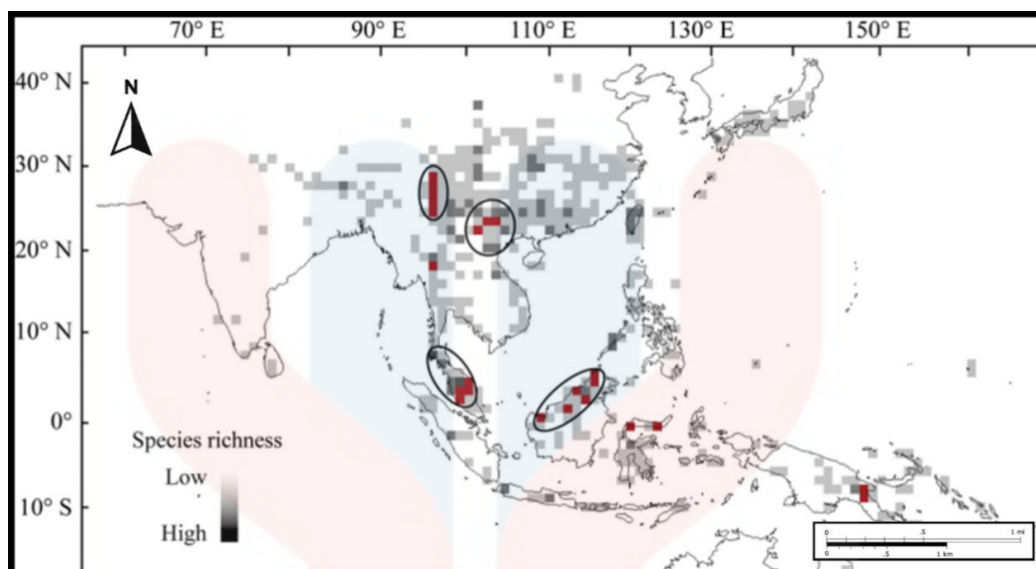 70° E 90° E 110° E 130° E 150° E
40° N
N
30° N
20° N
10° N
0°
Species richness
Low
10° S
High
0 .5 1 mi
0 .5 1 km